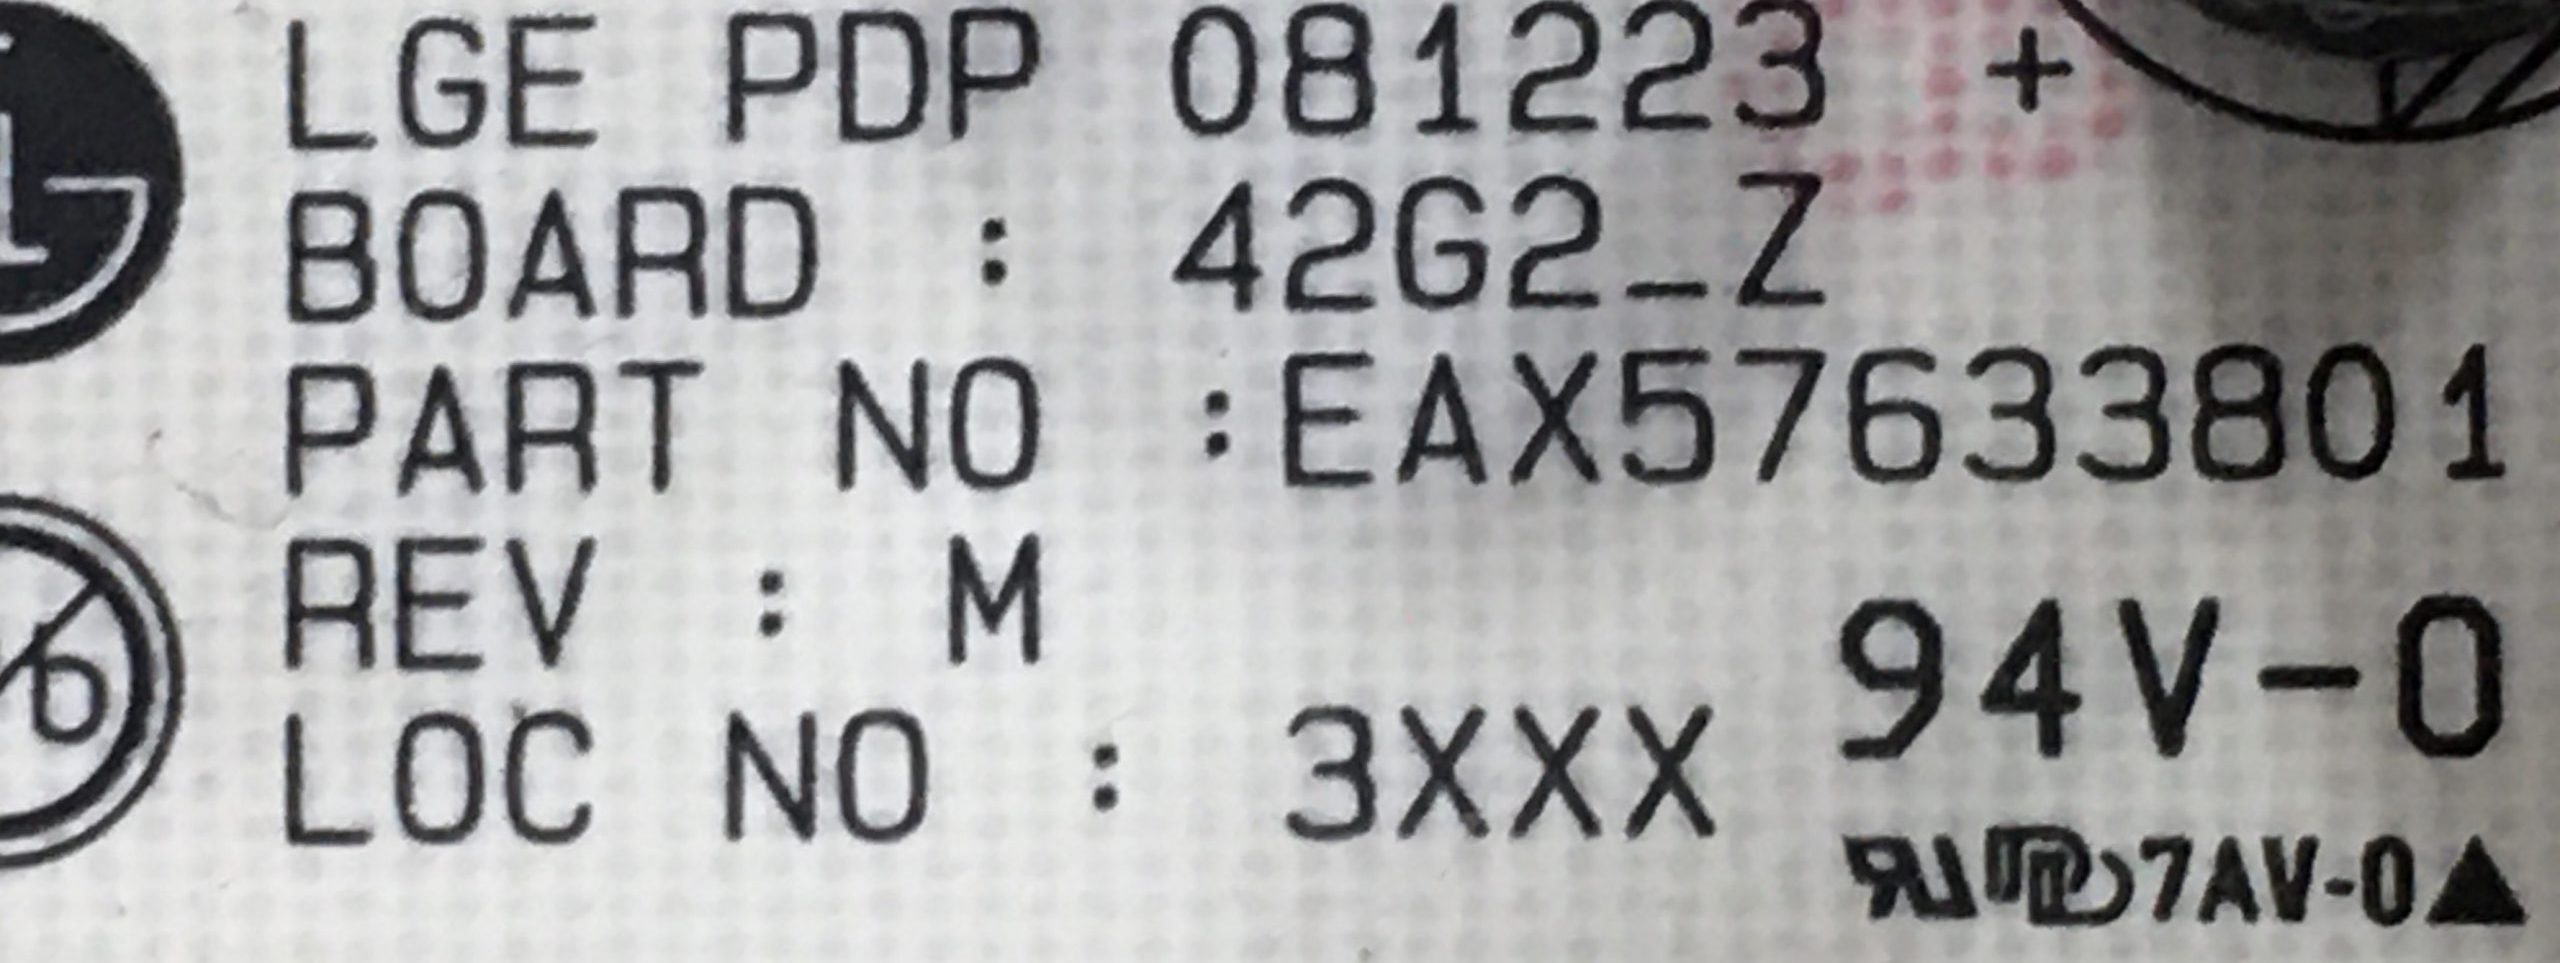 LGE PDP 081223 +
BOARD : 42G2_Z
PART NO :EAX57633801
REV : M
LOC NO : 3XXX
94V-0
7AV-0▲